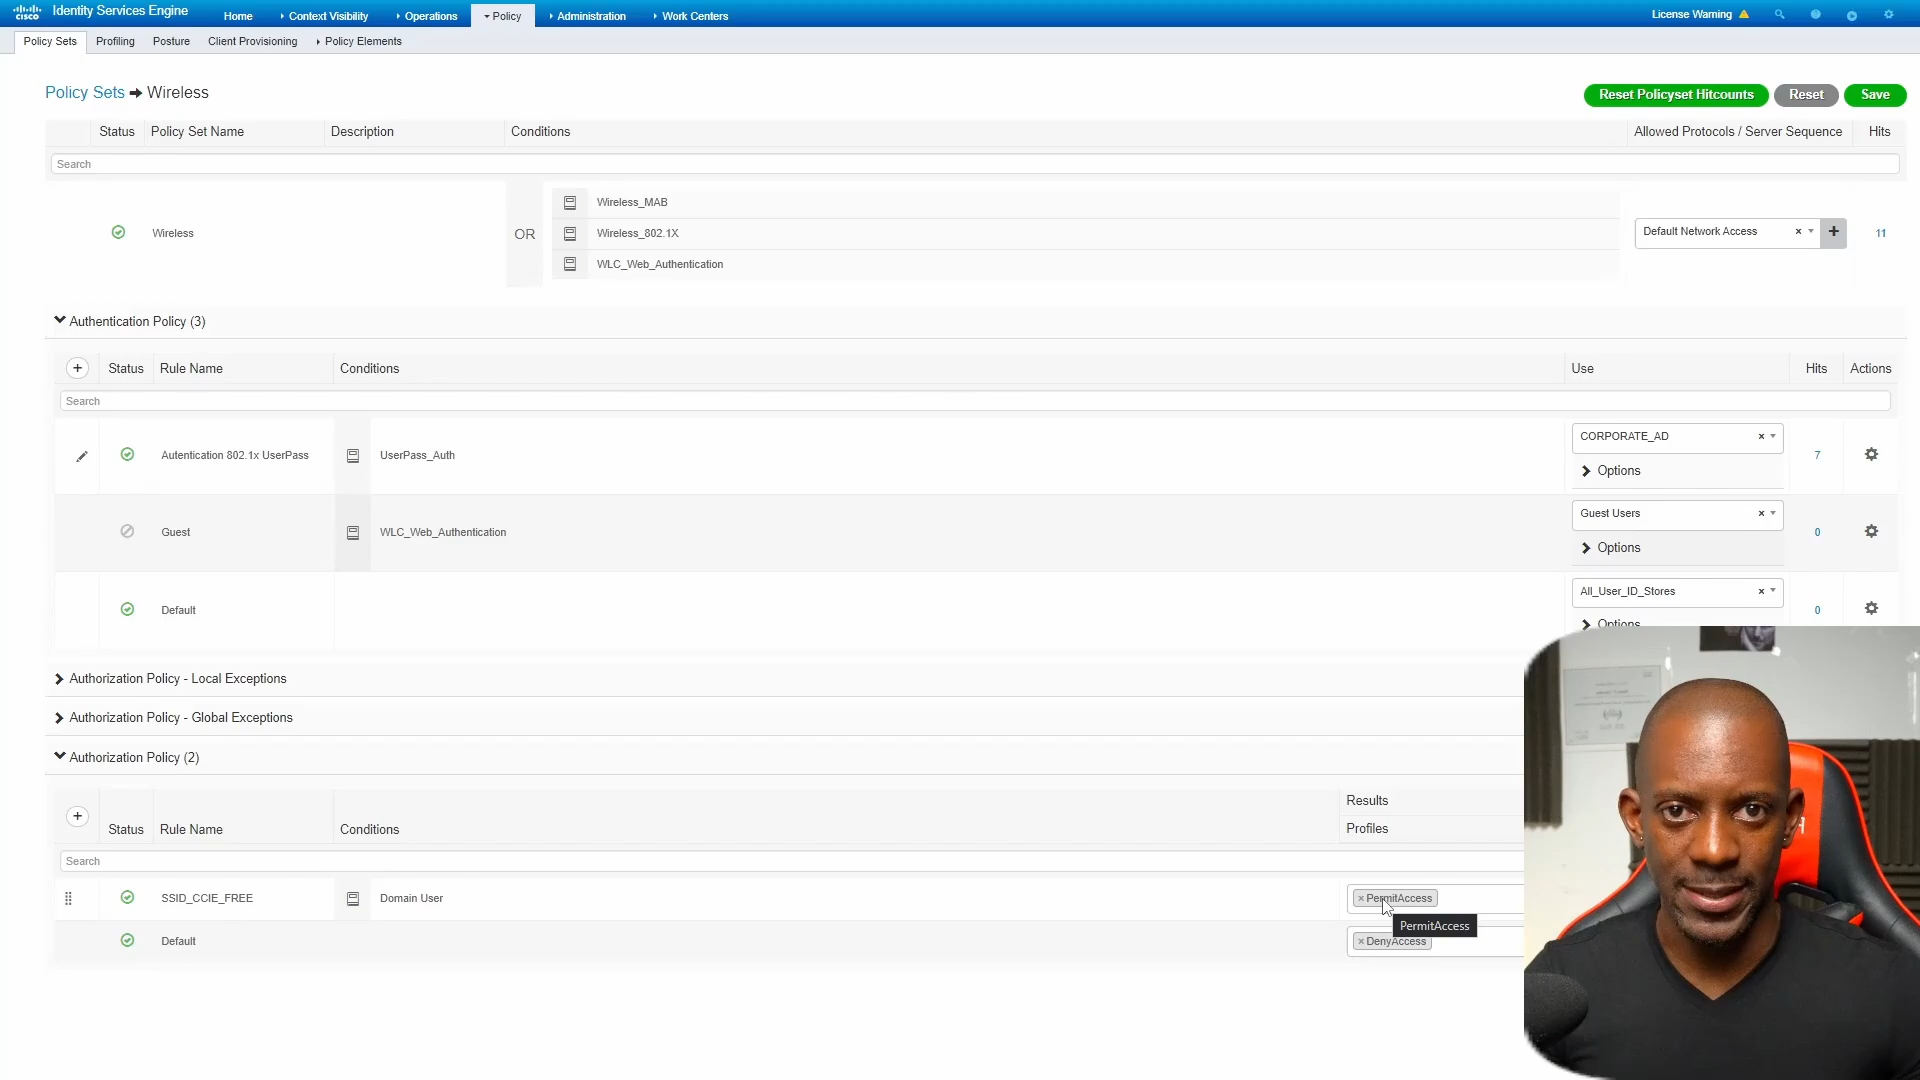 CISCO Identity Services Engine Home Context Visibility Operations Policy Administration Work Centers License Warning
Policy Sets Profiling Posture Client Provisioning Policy Elements
Policy Sets ➔ Wireless
Reset Policyset Hitcounts Reset Save
Status Policy Set Name Description Conditions Allowed Protocols / Server Sequence Hits
Search
Wireless_MAB
Wireless OR Wireless_802.1X Default Network Access × + 11
WLC_Web_Authentication
Authentication Policy (3)
+ Status Rule Name Conditions Use Hits Actions
Search
CORPORATE_AD ×
Autentication 802.1x UserPass UserPass_Auth 7
Options
Guest Users ×
Guest WLC_Web_Authentication 0
Options
All_User_ID_Stores ×
Default 0
Options
Authorization Policy - Local Exceptions
Authorization Policy - Global Exceptions
Authorization Policy (2)
Results
+ Profiles
Status Rule Name Conditions
Search
SSID_CCIE_FREE Domain User × PermitAccess
PermitAccess
Default × DenyAccess